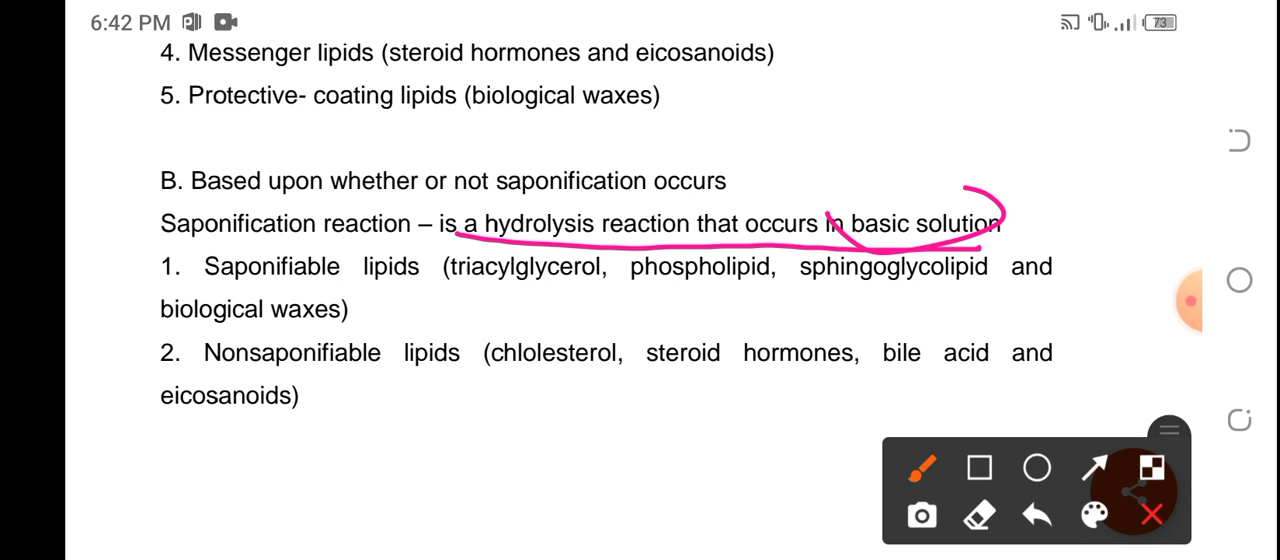 6:42 PM
73
4. Messenger lipids (steroid hormones and eicosanoids)
5. Protective- coating lipids (biological waxes)
B. Based upon whether or not saponification occurs
Saponification reaction – is a hydrolysis reaction that occurs in basic solution
1. Saponifiable lipids (triacylglycerol, phospholipid, sphingoglycolipid and
biological waxes)
2. Nonsaponifiable lipids (chlolesterol, steroid hormones, bile acid and
eicosanoids)